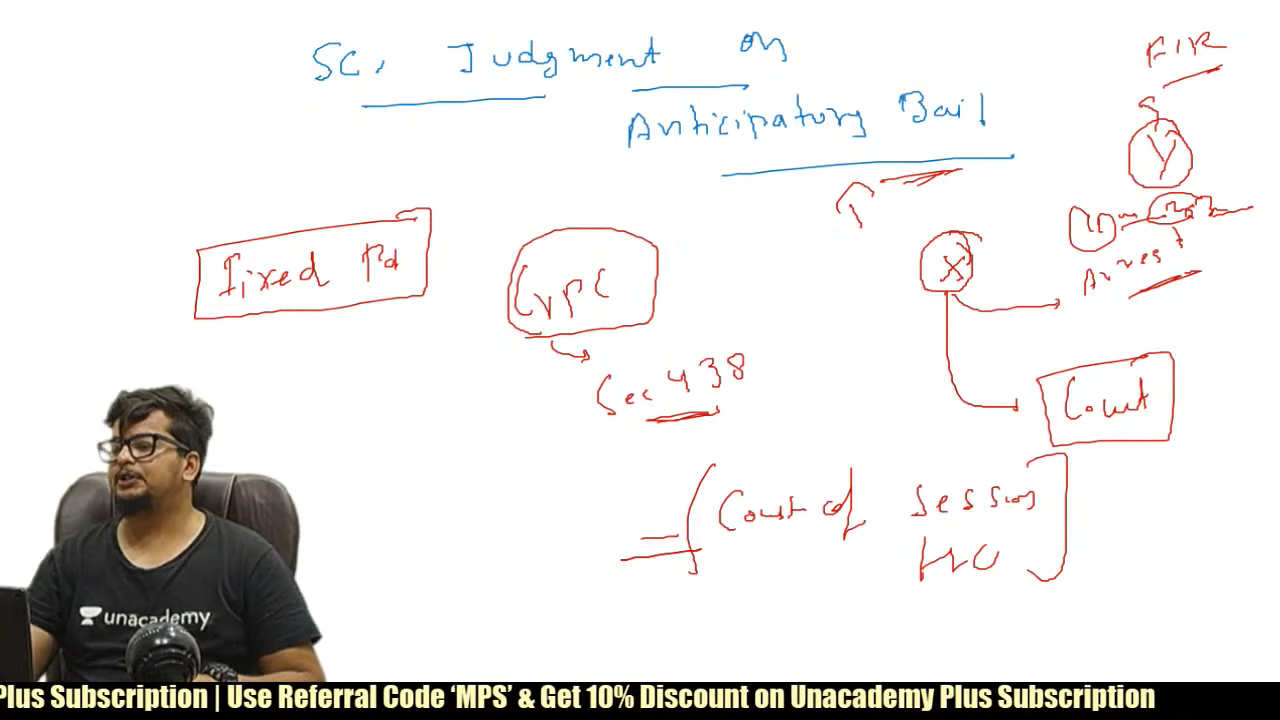 SC. Judgment on
Anticipatory Bail
FIR
Y
Arrest
X
Fixed Pd
CrPC
Sec 438
Court
Court of Session
HC
unacademy
Plus Subscription | Use Referral Code ‘MPS’ & Get 10% Discount on Unacademy Plus Subscription